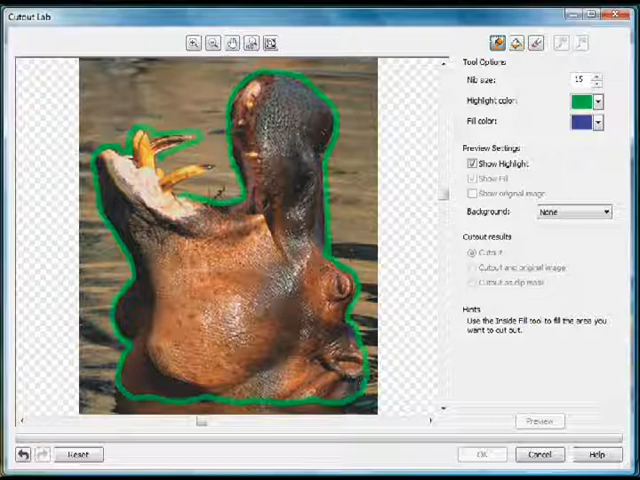 Cutout Lab
Tool Options
Nib size: 15
Highlight color:
Fill color:
Preview Settings
Show Highlight
Show Fill
Show original image
Background: None
Cutout results
Cutout
Cutout and original image
Cutout as clip mask
Hints
Use the Inside Fill tool to fill the area you
want to cut out.
Preview
Reset
OK
Cancel
Help